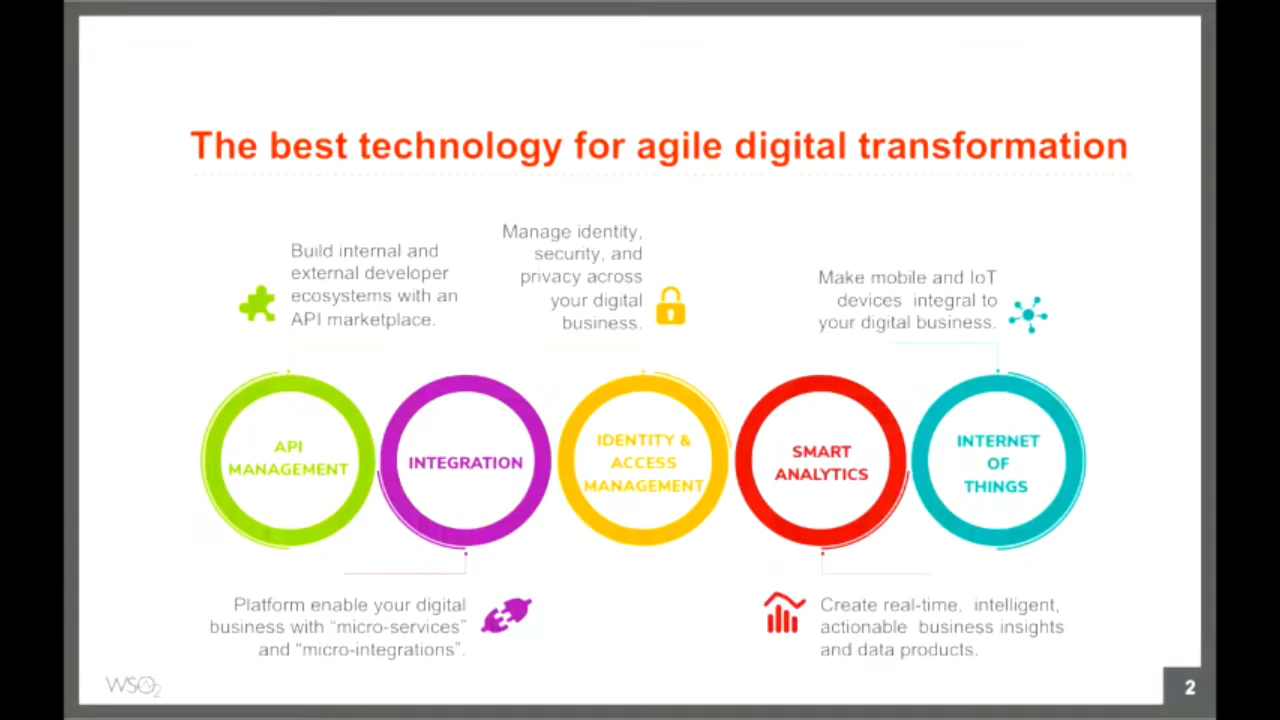 The best technology for agile digital transformation
Build internal and
external developer
ecosystems with an
API marketplace.
Manage identity,
security, and
privacy across
your digital
business.
Make mobile and IoT
devices integral to
your digital business.
API
MANAGEMENT
INTEGRATION
IDENTITY &
ACCESS
MANAGEMENT
SMART
ANALYTICS
INTERNET
OF
THINGS
Platform enable your digital
business with “micro-services”
and “micro-integrations”.
Create real-time, intelligent,
actionable business insights
and data products.
WSO2
2